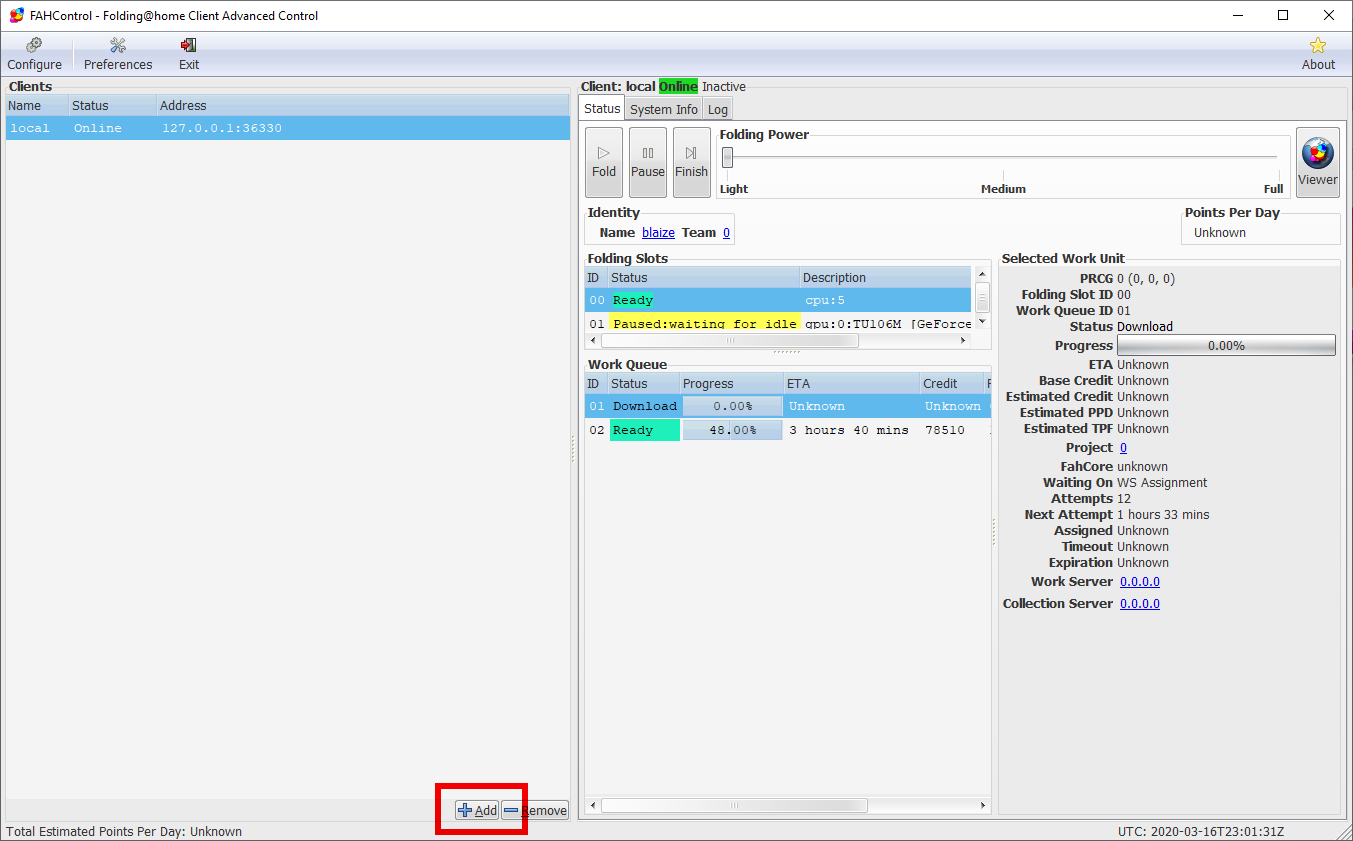 FAHControl - Folding@home Client Advanced Control
Configure Preferences Exit About
Clients
Name Status Address
local Online 127.0.0.1:36330
Add Remove
Client: local Online Inactive
Status System Info Log
Fold Pause Finish
Folding Power
Light Medium Full
Viewer
Identity
Name blaize Team 0
Points Per Day
Unknown
Folding Slots
ID Status Description
00 Ready cpu:5
01 Paused:waiting for idle gpu:0:TU106M [GeForce
Work Queue
ID Status Progress ETA Credit
01 Download 0.00% Unknown Unknown
02 Ready 48.00% 3 hours 40 mins 78510
Selected Work Unit
PRCG 0 (0, 0, 0)
Folding Slot ID 00
Work Queue ID 01
Status Download
Progress 0.00%
ETA Unknown
Base Credit Unknown
Estimated Credit Unknown
Estimated PPD Unknown
Estimated TPF Unknown
Project 0
FahCore unknown
Waiting On WS Assignment
Attempts 12
Next Attempt 1 hours 33 mins
Assigned Unknown
Timeout Unknown
Expiration Unknown
Work Server 0.0.0.0
Collection Server 0.0.0.0
Total Estimated Points Per Day: Unknown
UTC: 2020-03-16T23:01:31Z